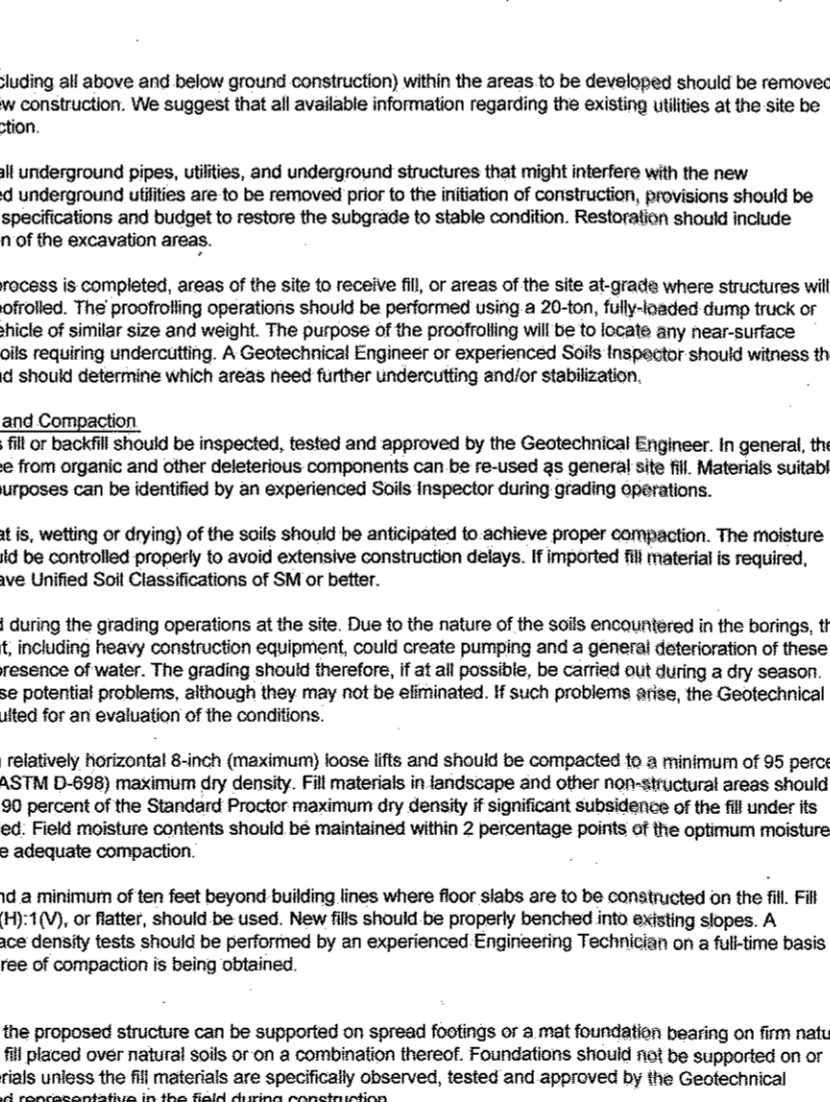 cluding all above and below ground construction) within the areas to be developed should be removed
ew construction. We suggest that all available information regarding the existing utilities at the site be
ction.
all underground pipes, utilities, and underground structures that might interfere with the new
ed underground utilities are to be removed prior to the initiation of construction, provisions should be
specifications and budget to restore the subgrade to stable condition. Restoration should include
n of the excavation areas.
process is completed, areas of the site to receive fill, or areas of the site at-grade where structures will
oofrolled. The proofrolling operations should be performed using a 20-ton, fully-loaded dump truck or
ehicle of similar size and weight. The purpose of the proofrolling will be to locate any near-surface
oils requiring undercutting. A Geotechnical Engineer or experienced Soils Inspector should witness th
nd should determine which areas need further undercutting and/or stabilization.
and Compaction
s fill or backfill should be inspected, tested and approved by the Geotechnical Engineer. In general, the
ee from organic and other deleterious components can be re-used as general site fill. Materials suitabl
purposes can be identified by an experienced Soils Inspector during grading operations.
at is, wetting or drying) of the soils should be anticipated to achieve proper compaction. The moisture
uld be controlled properly to avoid extensive construction delays. If imported fill material is required,
ave Unified Soil Classifications of SM or better.
d during the grading operations at the site. Due to the nature of the soils encountered in the borings, th
nt, including heavy construction equipment, could create pumping and a general deterioration of these
presence of water. The grading should therefore, if at all possible, be carried out during a dry season.
se potential problems, although they may not be eliminated. If such problems arise, the Geotechnical
ulted for an evaluation of the conditions.
relatively horizontal 8-inch (maximum) loose lifts and should be compacted to a minimum of 95 perce
ASTM D-698) maximum dry density. Fill materials in landscape and other non-structural areas should
90 percent of the Standard Proctor maximum dry density if significant subsidence of the fill under its
ed. Field moisture contents should be maintained within 2 percentage points of the optimum moisture
e adequate compaction.
nd a minimum of ten feet beyond building lines where floor slabs are to be constructed on the fill. Fill
(H):1(V), or flatter, should be used. New fills should be properly benched into existing slopes. A
ace density tests should be performed by an experienced Engineering Technician on a full-time basis
ree of compaction is being obtained.
the proposed structure can be supported on spread footings or a mat foundation bearing on firm natu
fill placed over natural soils or on a combination thereof. Foundations should not be supported on or
rials unless the fill materials are specifically observed, tested and approved by the Geotechnical
ed representative in the field during construction